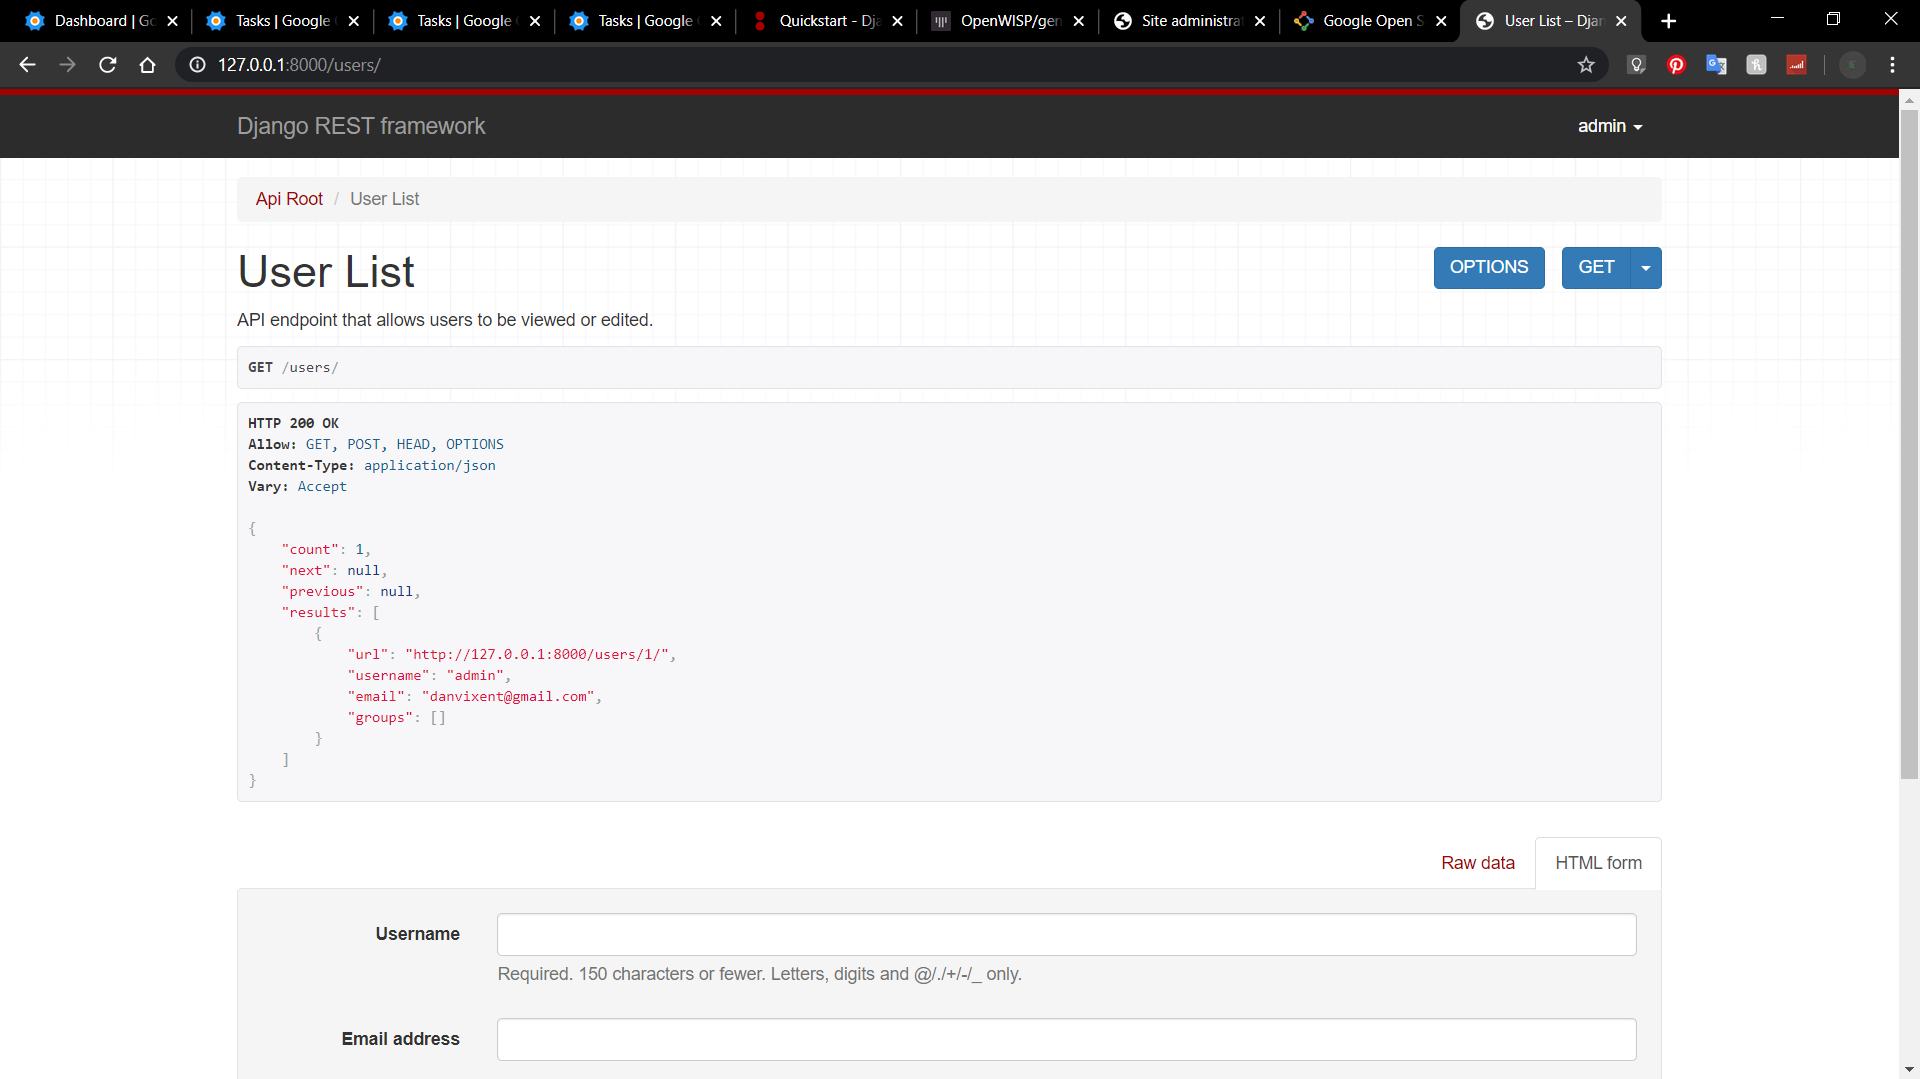 Dashboard | Go
Tasks | Google
Tasks | Google
Tasks | Google
Quickstart - Dja
OpenWISP/gen
Site administrat
Google Open S
User List – Djan
127.0.0.1:8000/users/
Django REST framework
admin
Api Root / User List
User List
OPTIONS
GET
API endpoint that allows users to be viewed or edited.
GET /users/
HTTP 200 OK
Allow: GET, POST, HEAD, OPTIONS
Content-Type: application/json
Vary: Accept
{
    "count": 1,
    "next": null,
    "previous": null,
    "results": [
        {
            "url": "http://127.0.0.1:8000/users/1/",
            "username": "admin",
            "email": "danvixent@gmail.com",
            "groups": []
        }
    ]
}
Raw data
HTML form
Username
Required. 150 characters or fewer. Letters, digits and @/./+/-/_ only.
Email address